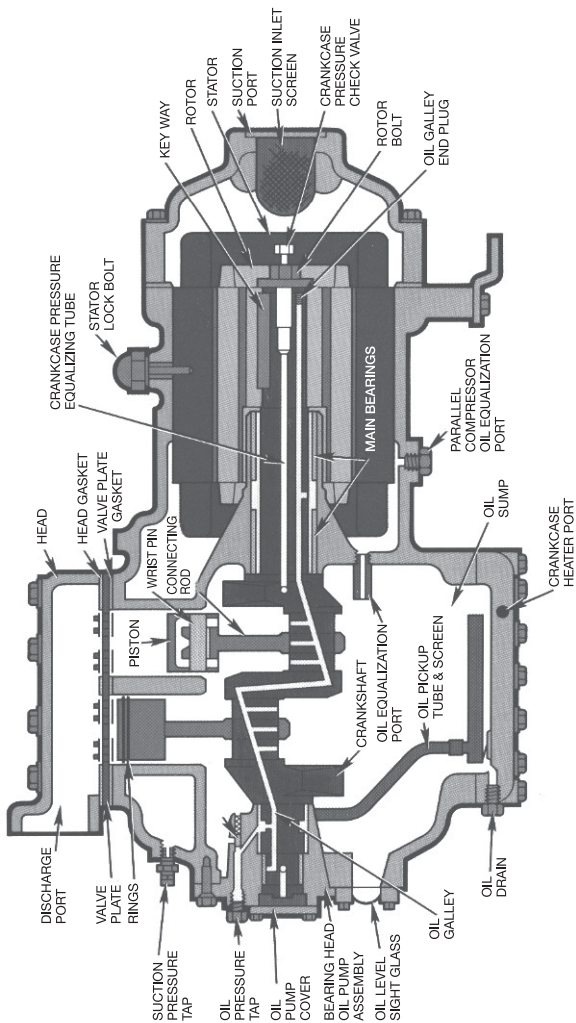 KEY WAY
ROTOR
STATOR
SUCTION
PORT
SUCTION INLET
SCREEN
CRANKCASE
PRESSURE
CHECK VALVE
ROTOR
BOLT
OIL GALLEY
END PLUG
CRANKCASE PRESSURE
EQUALIZING TUBE
STATOR
LOCK BOLT
MAIN BEARINGS
PARALLEL
COMPRESSOR
OIL EQUALIZATION
PORT
HEAD
HEAD GASKET
VALVE PLATE
GASKET
WRIST PIN
CONNECTING
ROD
PISTON
OIL
SUMP
CRANKCASE
HEATER PORT
CRANKSHAFT
OIL EQUALIZATION
PORT
OIL PICKUP
TUBE & SCREEN
DISCHARGE
PORT
VALVE
PLATE
RINGS
SUCTION
PRESSURE
TAP
OIL
PRESSURE
TAP
OIL
PUMP
COVER
BEARING HEAD
OIL PUMP
ASSEMBLY
OIL LEVEL
SIGHT GLASS
OIL
GALLEY
OIL
DRAIN